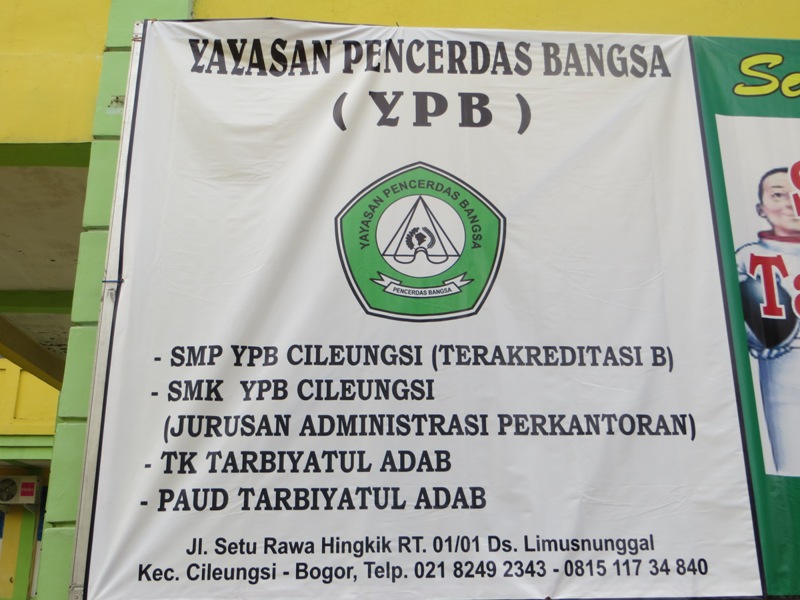 YAYASAN PENCERDAS BANGSA
( YPB )
YAYASAN PENCERDAS BANGSA
PENCERDAS BANGSA
- SMP YPB CILEUNGSI (TERAKREDITASI B)
- SMK YPB CILEUNGSI
(JURUSAN ADMINISTRASI PERKANTORAN)
- TK TARBIYATUL ADAB
- PAUD TARBIYATUL ADAB
Jl. Setu Rawa Hingkik RT. 01/01 Ds. Limusnunggal
Kec. Cileungsi - Bogor, Telp. 021 8249 2343 - 0815 117 34 840